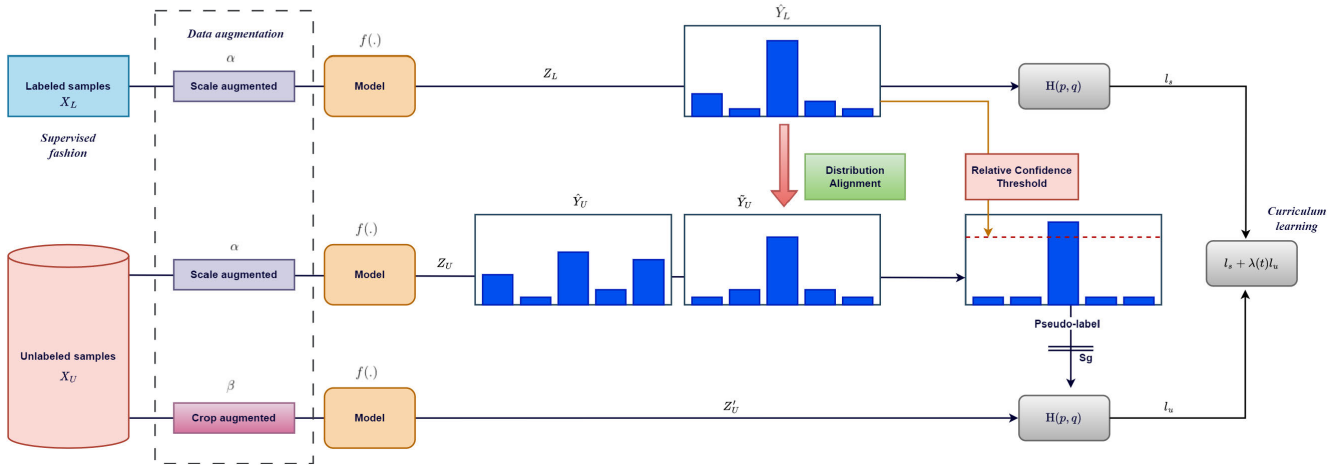 Data augmentation
Labeled samples
X_L
Supervised
fashion
α
Scale augmented
f(.)
Model
Z_L
Ŷ_L
H(p, q)
l_s
Distribution
Alignment
Relative Confidence
Threshold
Unlabeled samples
X_U
α
Scale augmented
f(.)
Model
Z_U
Ŷ_U
Ỹ_U
Pseudo-label
Sg
Curriculum
learning
l_s + λ(t)l_u
β
Crop augmented
f(.)
Model
Z'_U
H(p, q)
l_u